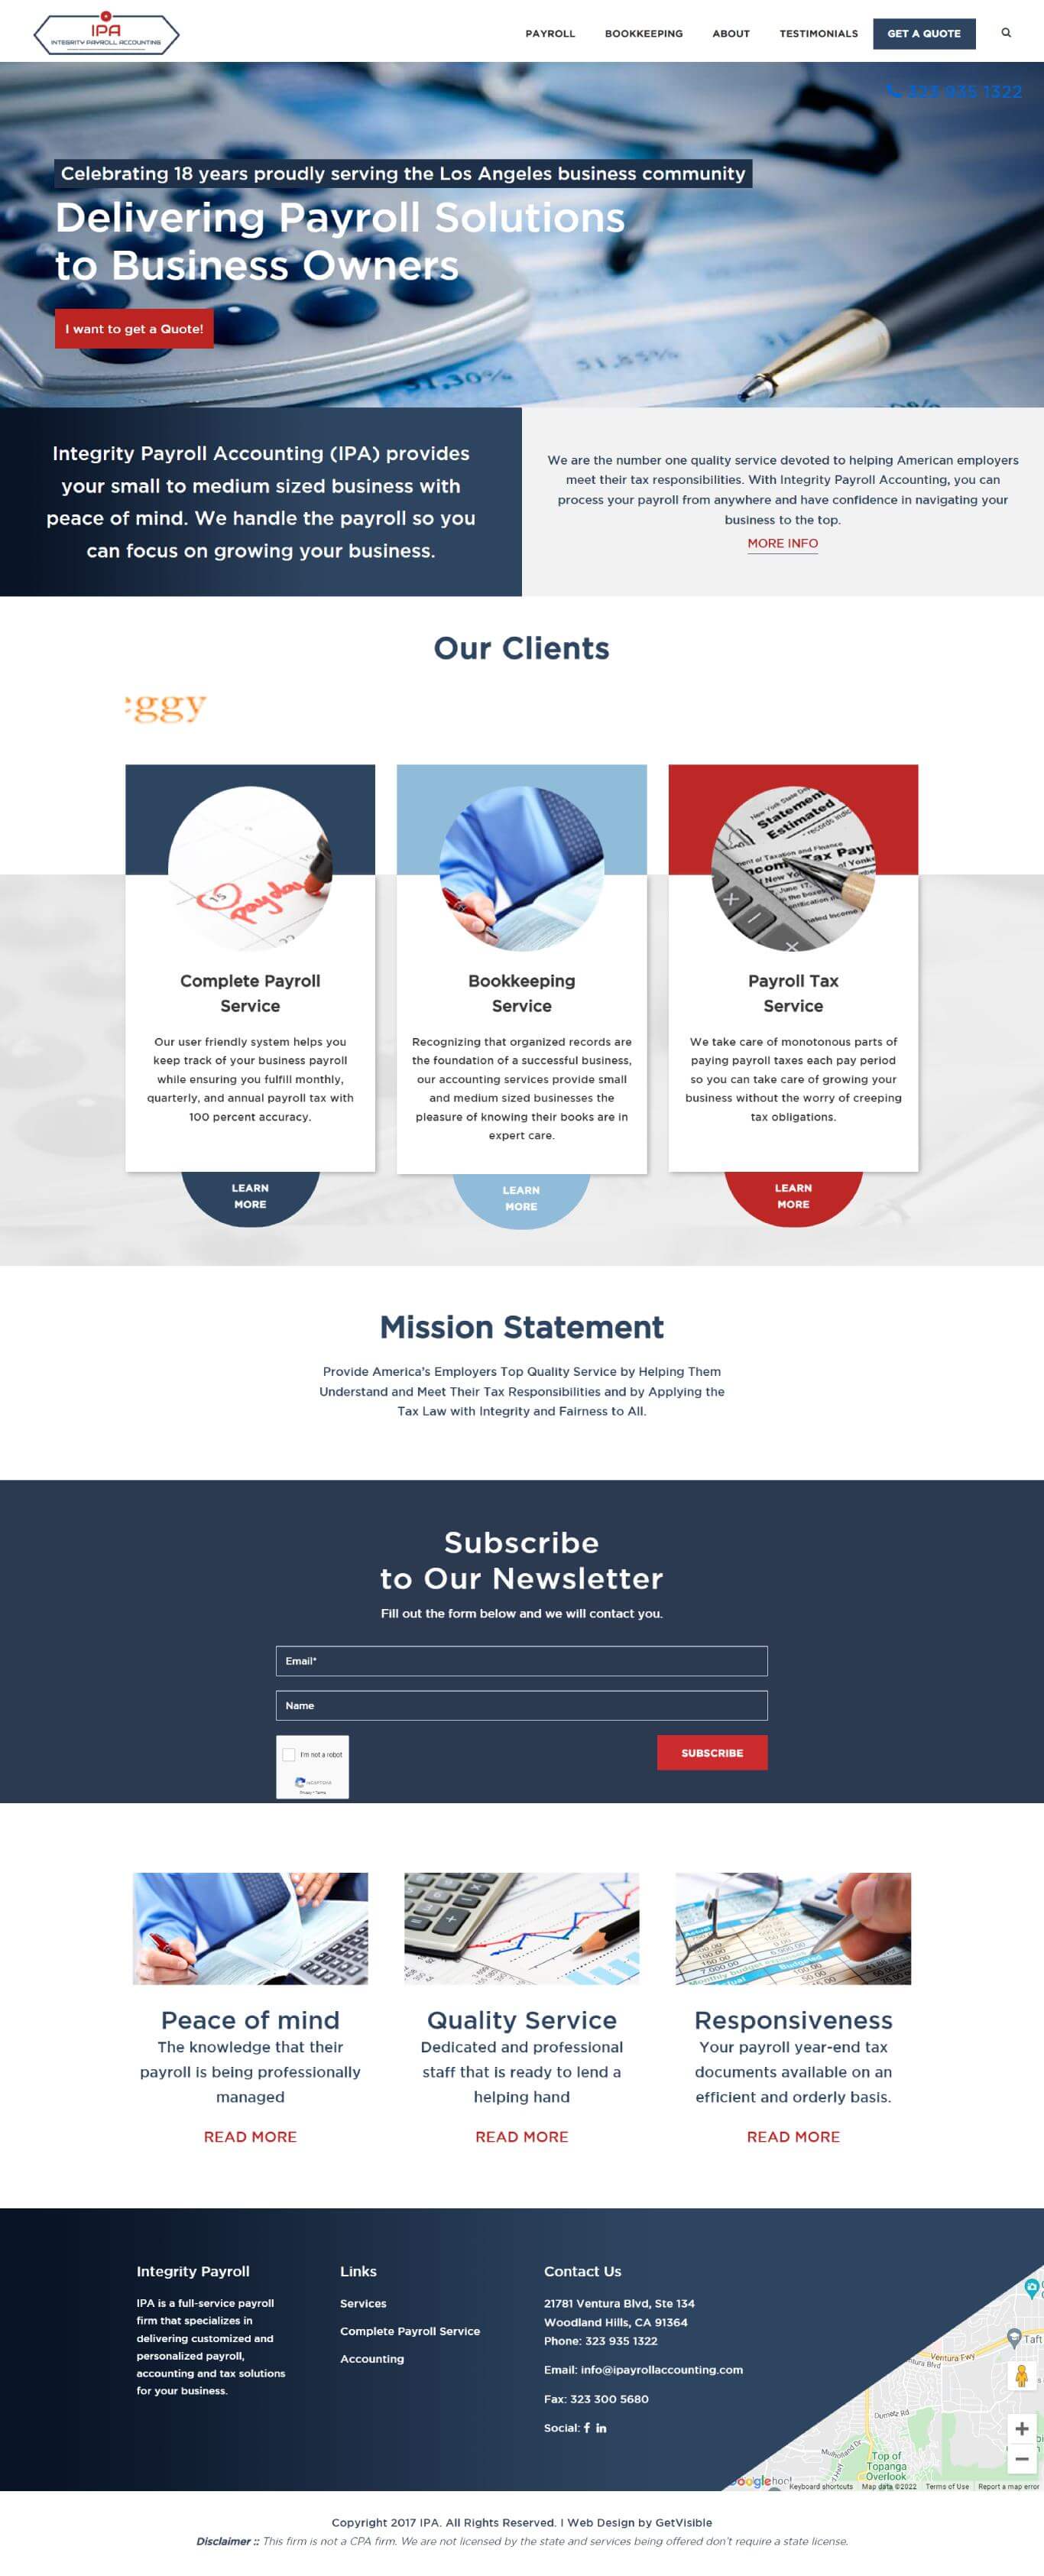 IPA
INTEGRITY PAYROLL ACCOUNTING
PAYROLL
BOOKKEEPING
ABOUT
TESTIMONIALS
GET A QUOTE
323 935 1322
Celebrating 18 years proudly serving the Los Angeles business community
Delivering Payroll Solutions
to Business Owners
I want to get a Quote!
31,30%
31,85%
Integrity Payroll Accounting (IPA) provides
your small to medium sized business with
peace of mind. We handle the payroll so you
can focus on growing your business.
We are the number one quality service devoted to helping American employers
meet their tax responsibilities. With Integrity Payroll Accounting, you can
process your payroll from anywhere and have confidence in navigating your
business to the top.
MORE INFO
Our Clients
ggy
15
payday
Statement
Estimated
Complete Payroll
Service
Our user friendly system helps you
keep track of your business payroll
while ensuring you fulfill monthly,
quarterly, and annual payroll tax with
100 percent accuracy.
LEARN
MORE
Bookkeeping
Service
Recognizing that organized records are
the foundation of a successful business,
our accounting services provide small
and medium sized businesses the
pleasure of knowing their books are in
expert care.
LEARN
MORE
Payroll Tax
Service
We take care of monotonous parts of
paying payroll taxes each pay period
so you can take care of growing your
business without the worry of creeping
tax obligations.
LEARN
MORE
Mission Statement
Provide America's Employers Top Quality Service by Helping Them
Understand and Meet Their Tax Responsibilities and by Applying the
Tax Law with Integrity and Fairness to All.
Subscribe
to Our Newsletter
Fill out the form below and we will contact you.
Email*
Name
I'm not a robot
reCAPTCHA
Privacy - Terms
SUBSCRIBE
Peace of mind
The knowledge that their
payroll is being professionally
managed
READ MORE
Quality Service
Dedicated and professional
staff that is ready to lend a
helping hand
READ MORE
Responsiveness
Your payroll year-end tax
documents available on an
efficient and orderly basis.
READ MORE
Integrity Payroll
IPA is a full-service payroll
firm that specializes in
delivering customized and
personalized payroll,
accounting and tax solutions
for your business.
Links
Services
Complete Payroll Service
Accounting
Contact Us
21781 Ventura Blvd, Ste 134
Woodland Hills, CA 91364
Phone: 323 935 1322
Email: info@ipayrollaccounting.com
Fax: 323 300 5680
Social:
Taft
Ventura Fwy
Dumetz Rd
Mulholland Dr
Top of
Topanga
Overlook
Keyboard shortcuts
Map data ©2022
Terms of Use
Report a map error
Copyright 2017 IPA. All Rights Reserved. | Web Design by GetVisible
Disclaimer :: This firm is not a CPA firm. We are not licensed by the state and services being offered don't require a state license.